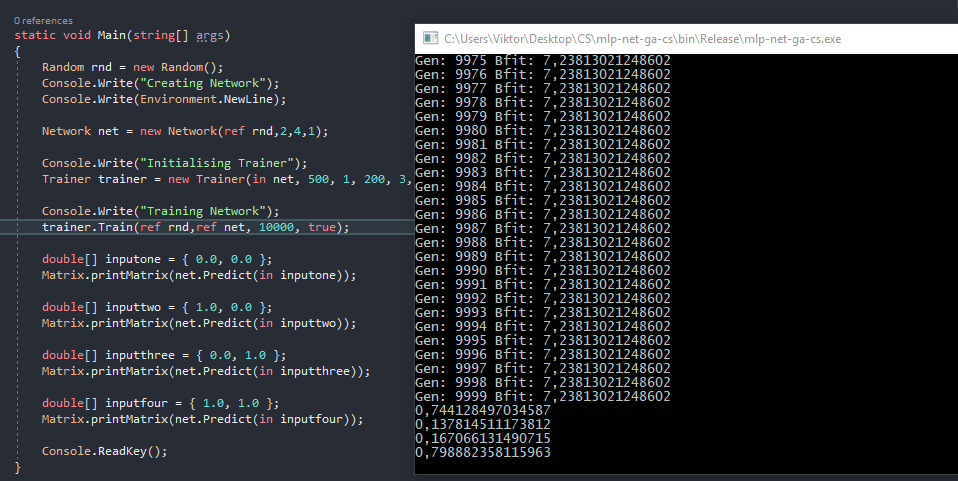 0 references
static void Main(string[] args)
{
Random rnd = new Random();
Console.Write("Creating Network");
Console.Write(Environment.NewLine);
Network net = new Network(ref rnd,2,4,1);
Console.Write("Initialising Trainer");
Trainer trainer = new Trainer(in net, 500, 1, 200, 3,
Console.Write("Training Network");
trainer.Train(ref rnd,ref net, 10000, true);
double[] inputone = { 0.0, 0.0 };
Matrix.printMatrix(net.Predict(in inputone));
double[] inputtwo = { 1.0, 0.0 };
Matrix.printMatrix(net.Predict(in inputtwo));
double[] inputthree = { 0.0, 1.0 };
Matrix.printMatrix(net.Predict(in inputthree));
double[] inputfour = { 1.0, 1.0 };
Matrix.printMatrix(net.Predict(in inputfour));
Console.ReadKey();
}
C:\Users\Viktor\Desktop\CS\mlp-net-ga-cs\bin\Release\mlp-net-ga-cs.exe
Gen: 9975 Bfit: 7,23813021248602
Gen: 9976 Bfit: 7,23813021248602
Gen: 9977 Bfit: 7,23813021248602
Gen: 9978 Bfit: 7,23813021248602
Gen: 9979 Bfit: 7,23813021248602
Gen: 9980 Bfit: 7,23813021248602
Gen: 9981 Bfit: 7,23813021248602
Gen: 9982 Bfit: 7,23813021248602
Gen: 9983 Bfit: 7,23813021248602
Gen: 9984 Bfit: 7,23813021248602
Gen: 9985 Bfit: 7,23813021248602
Gen: 9986 Bfit: 7,23813021248602
Gen: 9987 Bfit: 7,23813021248602
Gen: 9988 Bfit: 7,23813021248602
Gen: 9989 Bfit: 7,23813021248602
Gen: 9990 Bfit: 7,23813021248602
Gen: 9991 Bfit: 7,23813021248602
Gen: 9992 Bfit: 7,23813021248602
Gen: 9993 Bfit: 7,23813021248602
Gen: 9994 Bfit: 7,23813021248602
Gen: 9995 Bfit: 7,23813021248602
Gen: 9996 Bfit: 7,23813021248602
Gen: 9997 Bfit: 7,23813021248602
Gen: 9998 Bfit: 7,23813021248602
Gen: 9999 Bfit: 7,23813021248602
0,744128497034587
0,137814511173812
0,167066131490715
0,798882358115963